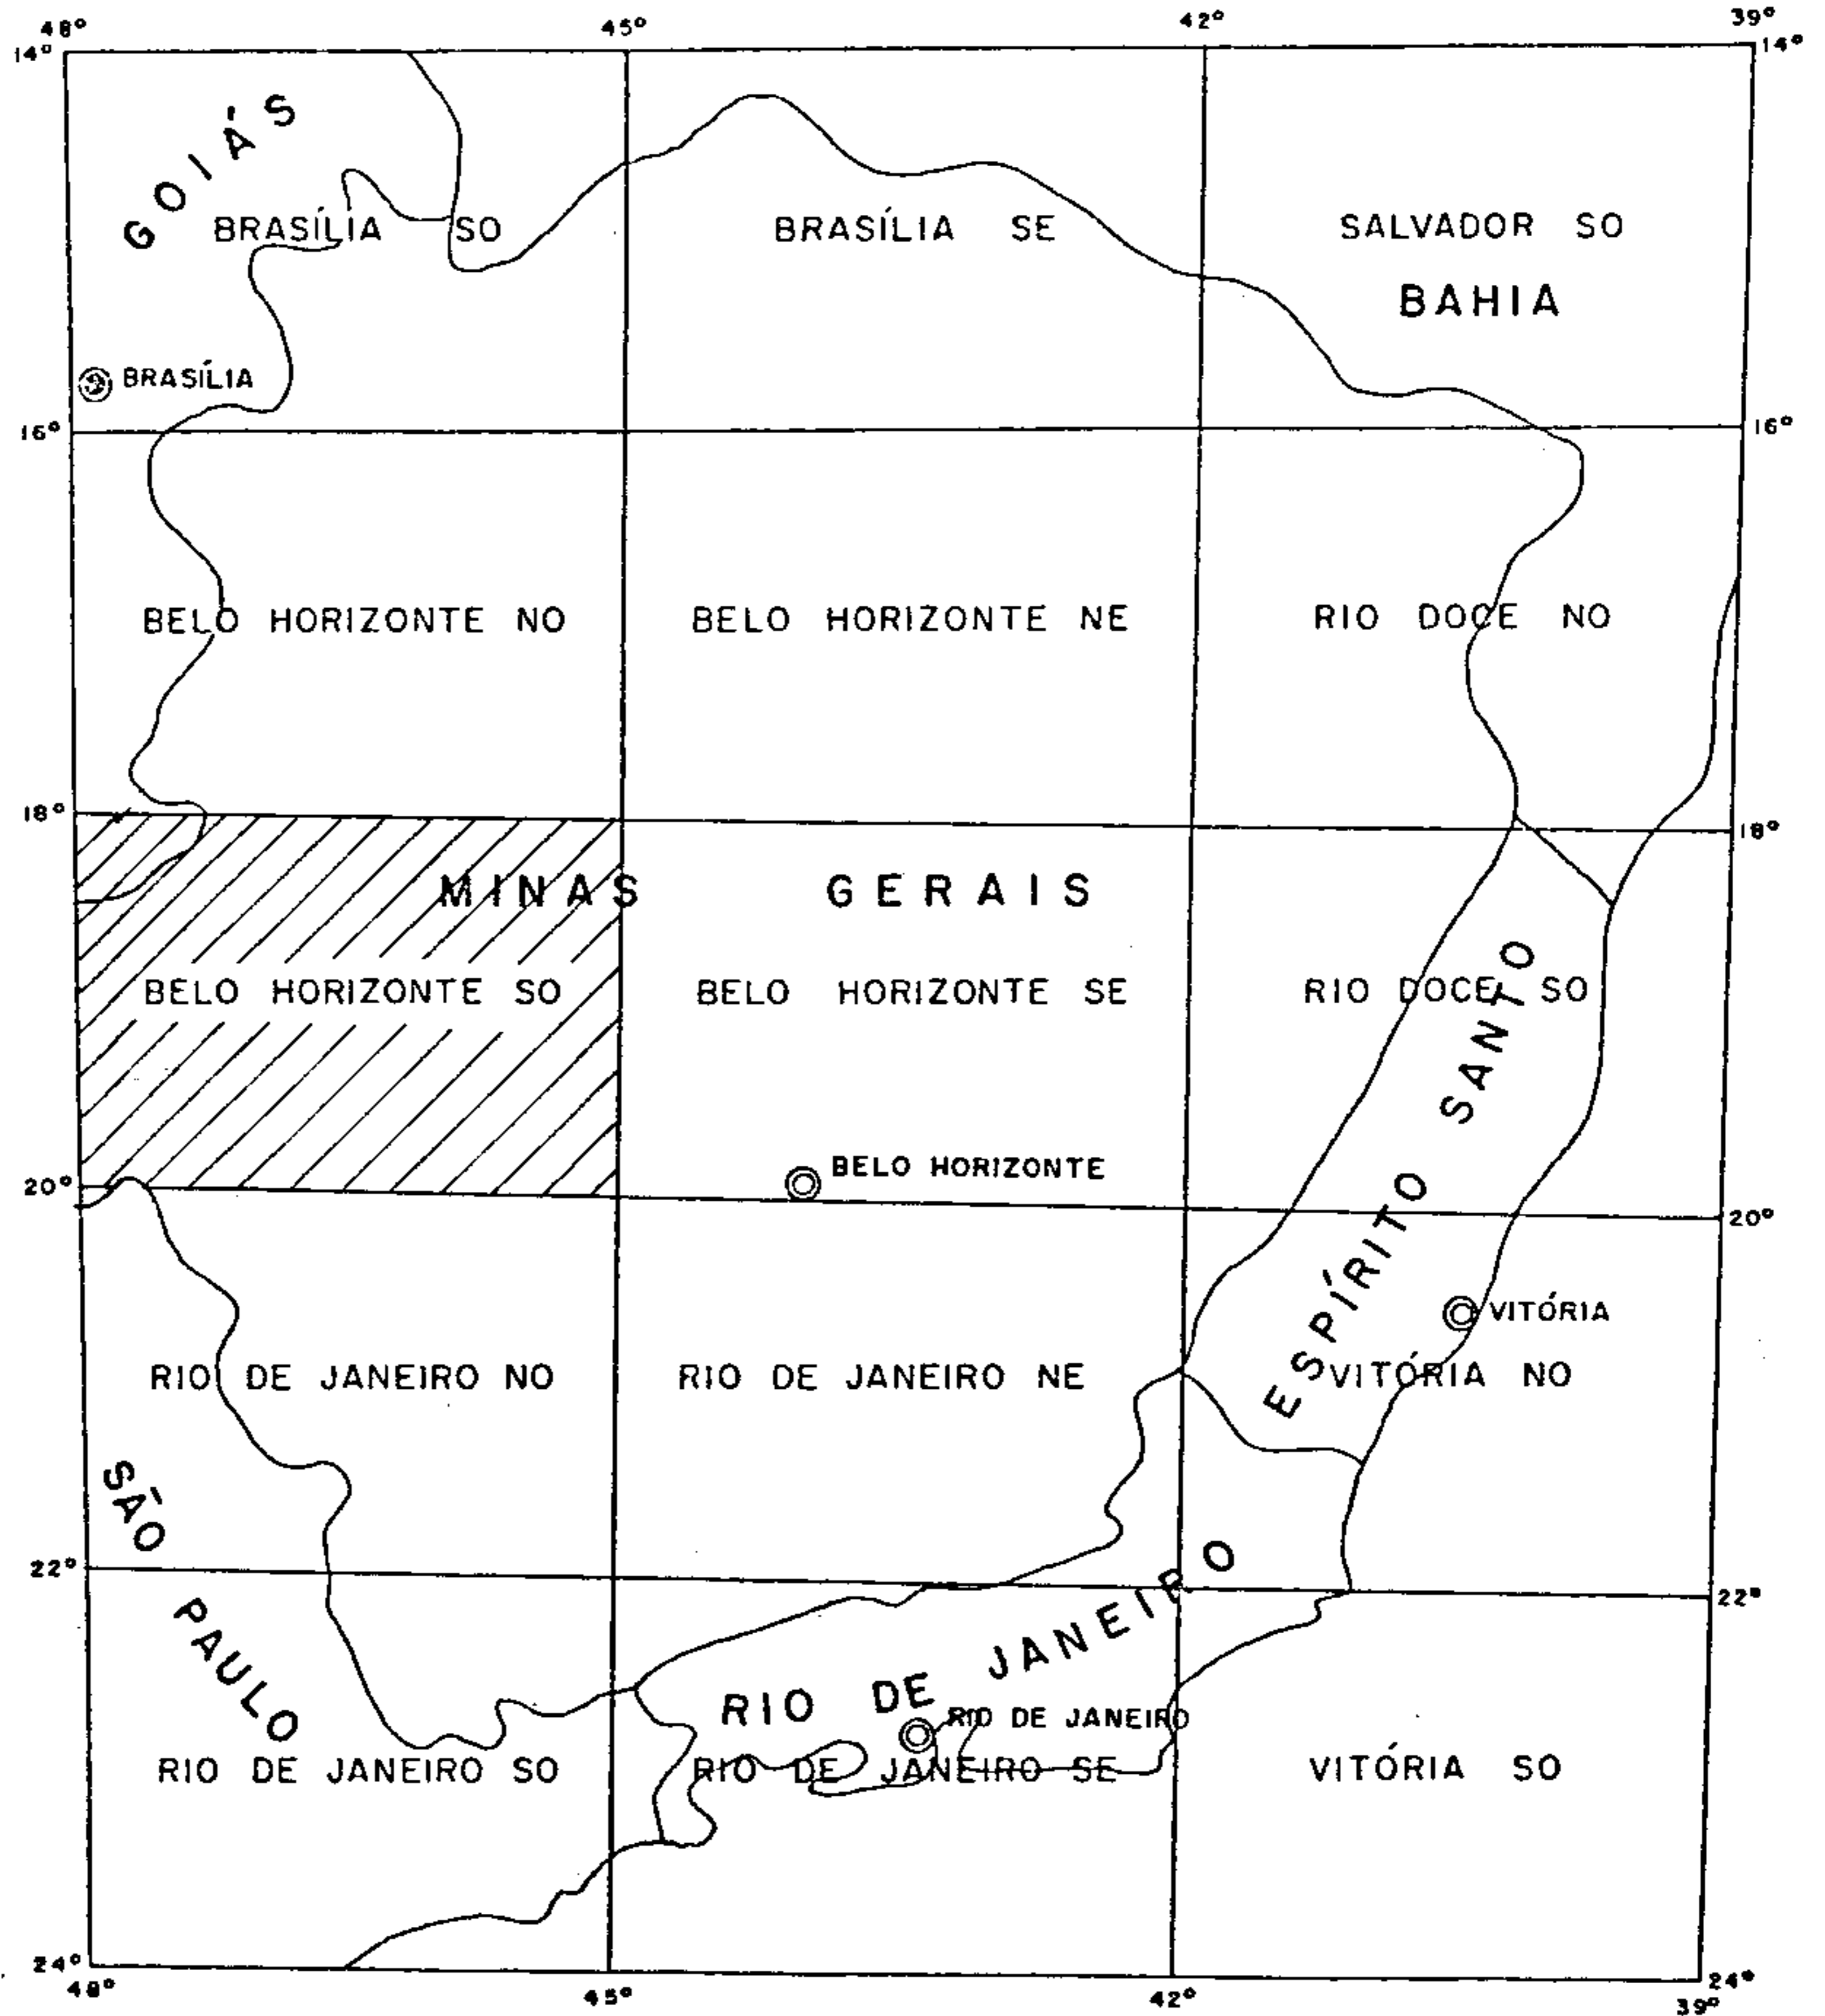 48° 45° 42° 39°
14° 14°
GOIÁS
BRASÍLIA SO BRASÍLIA SE SALVADOR SO
BAHIA
BRASÍLIA
16° 16°
BELO HORIZONTE NO BELO HORIZONTE NE RIO DOCE NO
18° 18°
MINAS GERAIS
BELO HORIZONTE SO BELO HORIZONTE SE RIO DOCE SO
ESPÍRITO SANTO
BELO HORIZONTE
20° 20°
VITÓRIA
RIO DE JANEIRO NO RIO DE JANEIRO NE VITÓRIA NO
SÃO PAULO
22° 22°
RIO DE JANEIRO
RIO DE JANEIRO
RIO DE JANEIRO SO RIO DE JANEIRO SE VITÓRIA SO
24° 24°
48° 45° 42° 39°